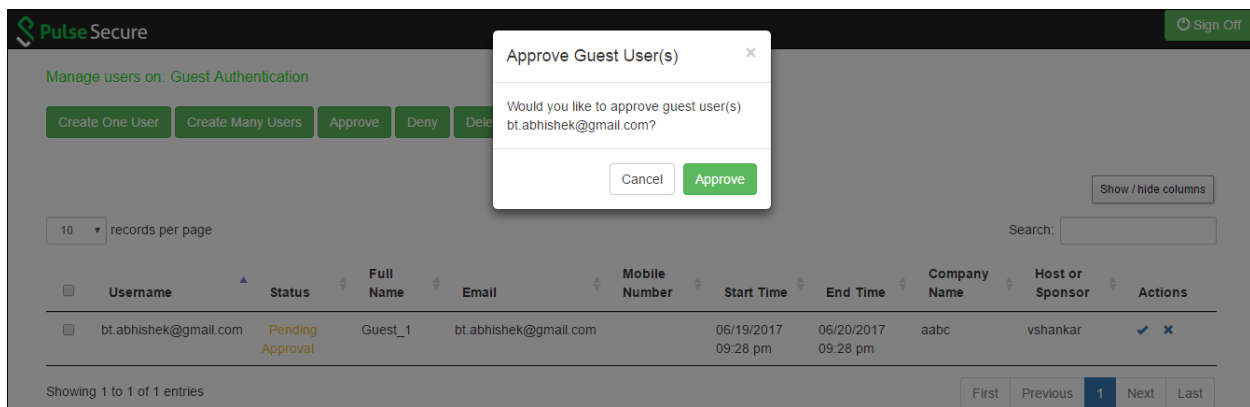 Pulse Secure
Sign Off
Approve Guest User(s)
×
Manage users on: Guest Authentication
Would you like to approve guest user(s)
bt.abhishek@gmail.com?
Create One User Create Many Users Approve Deny
Cancel Approve
Show / hide columns
10 records per page
Search:
Username Status Full Name Email Mobile Number Start Time End Time Company Name Host or Sponsor Actions
bt.abhishek@gmail.com Pending Approval Guest_1 bt.abhishek@gmail.com 06/19/2017 09:28 pm 06/20/2017 09:28 pm aabc vshankar
Showing 1 to 1 of 1 entries
First Previous 1 Next Last